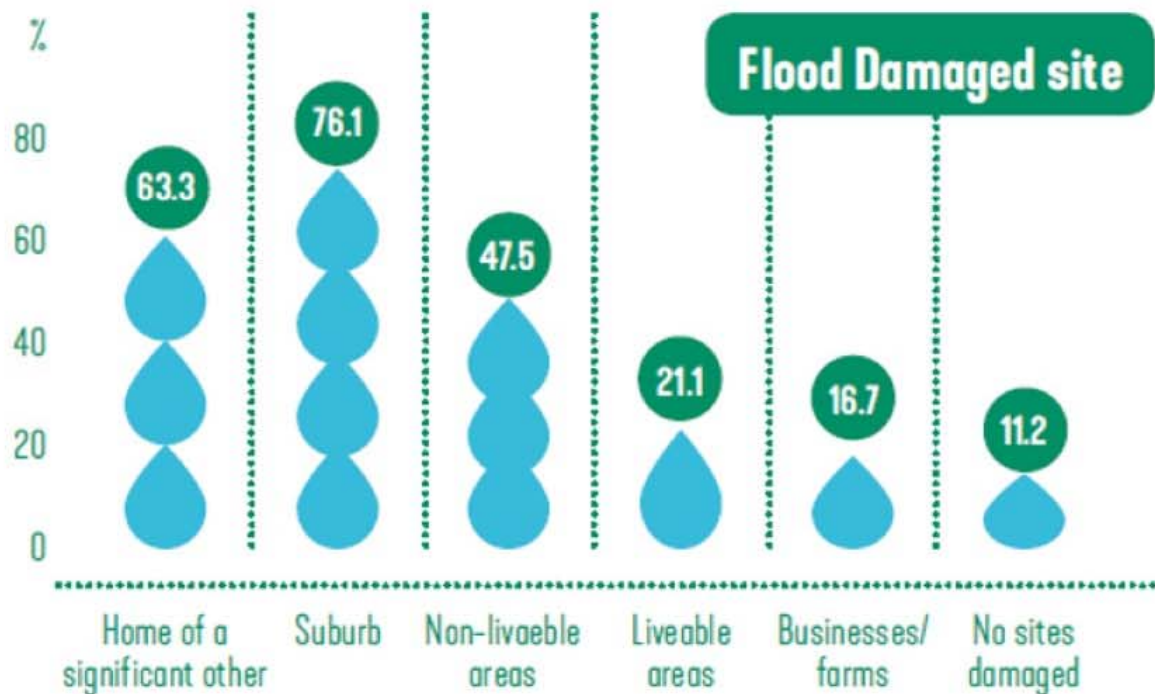 %
Flood Damaged site
80
60
40
20
0
63.3
76.1
47.5
21.1
16.7
11.2
Home of a
significant other
Suburb
Non-livaeble
areas
Liveable
areas
Businesses/
farms
No sites
damaged